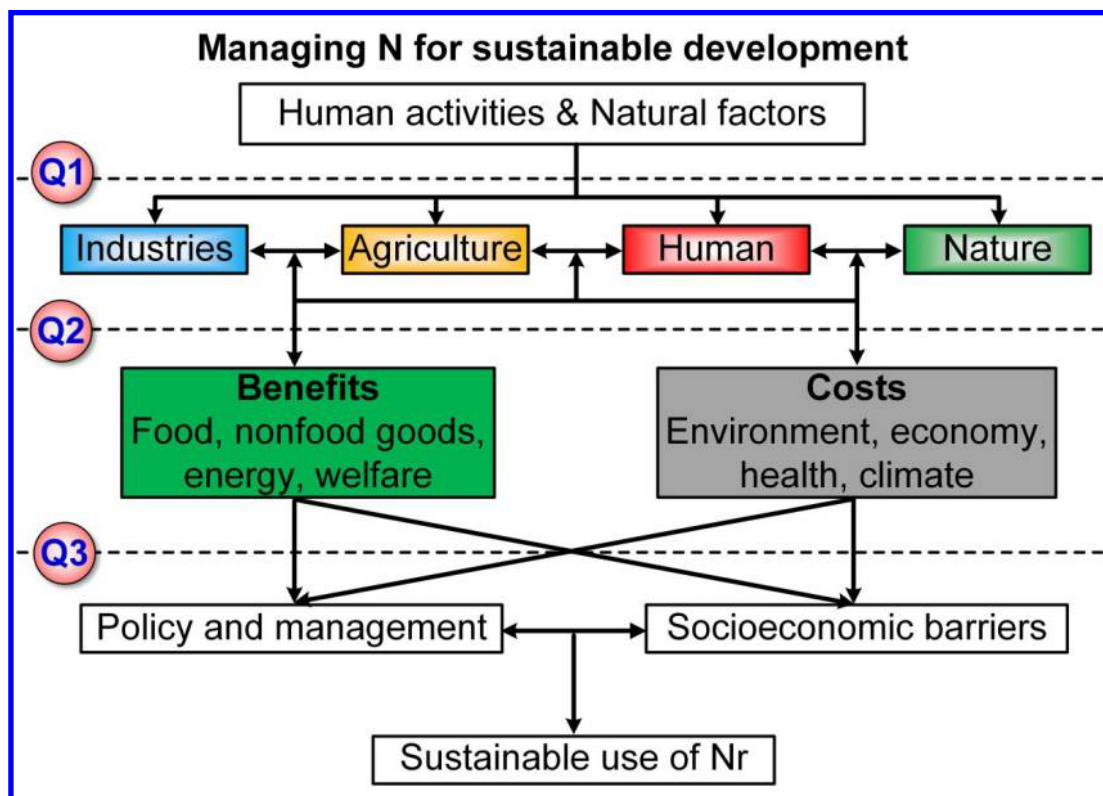 Managing N for sustainable development
Human activities & Natural factors
Q1
Industries
Agriculture
Human
Nature
Q2
Benefits
Food, nonfood goods,
energy, welfare
Costs
Environment, economy,
health, climate
Q3
Policy and management
Socioeconomic barriers
Sustainable use of Nr